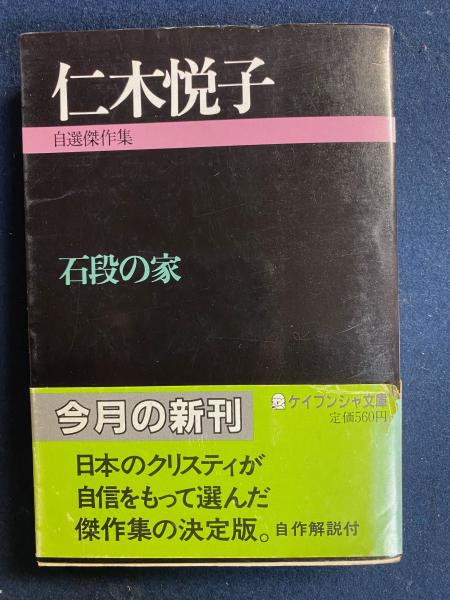 仁木悦子
自選傑作集
石段の家
今月の新刊
ケイブンシャ文庫
定価560円
日本のクリスティが
自信をもって選んだ
傑作集の決定版。自作解説付